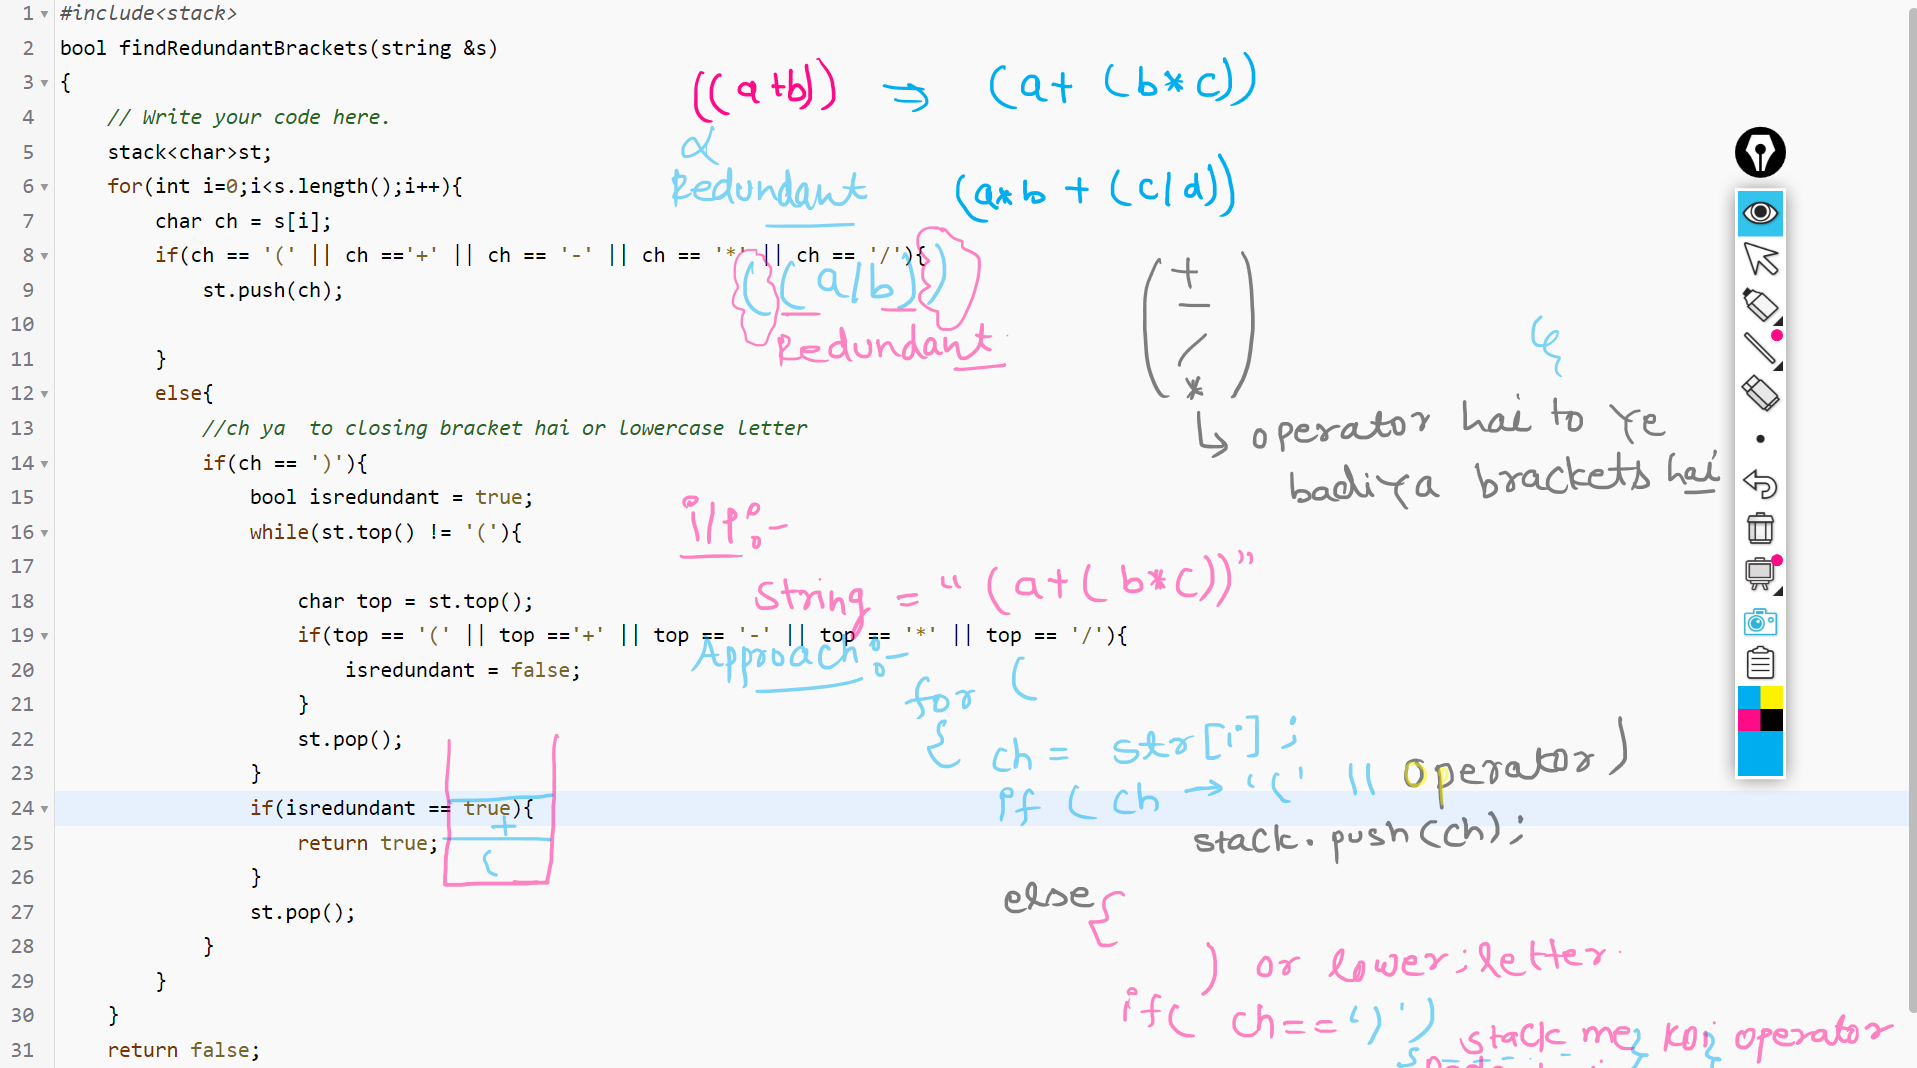 1 #include<stack>
2 bool findRedundantBrackets(string &s)
3 {
4 // Write your code here.
5 stack<char>st;
6 for(int i=0;i<s.length();i++){
7 char ch = s[i];
8 if(ch == '(' || ch =='+' || ch == '-' || ch == '*' || ch == '/'){
9 st.push(ch);
10
11 }
12 else{
13 //ch ya  to closing bracket hai or lowercase letter
14 if(ch == ')'){
15 bool isredundant = true;
16 while(st.top() != '('){
17
18 char top = st.top();
19 if(top == '(' || top =='+' || top == '-' || top == '*' || top == '/'){
20 isredundant = false;
21 }
22 st.pop();
23 }
24 if(isredundant == true){
25 return true;
26 }
27 st.pop();
28 }
29 }
30 }
31 return false;
((a+b)) ⇒ (a+ (b*c))
Redundant
(a*b + (c/d))
((a/b))
Redundant
+
-
/
*
↳ operator hai to ye
badiya brackets hai
i/p:-
String = "(a+(b*c))"
Approach:-
for (
{ ch = str[i];
if ( ch → '(' || operator)
stack.push(ch);
else{
) or lower;letter.
if( ch==')')
stack me koi operator
+
(